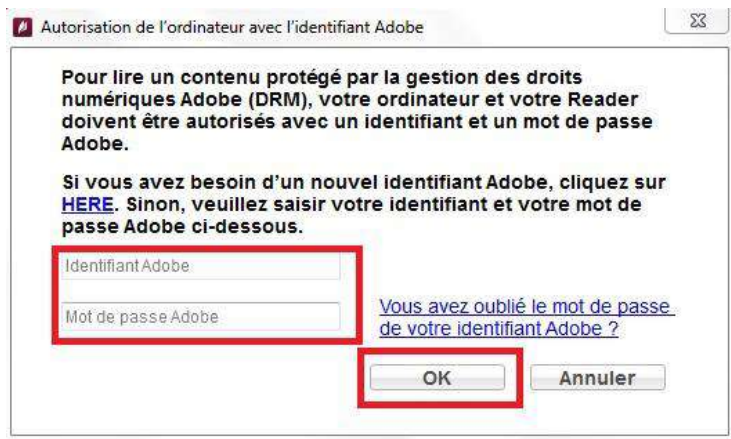 Autorisation de l'ordinateur avec l'identifiant Adobe
Pour lire un contenu protégé par la gestion des droits
numériques Adobe (DRM), votre ordinateur et votre Reader
doivent être autorisés avec un identifiant et un mot de passe
Adobe.
Si vous avez besoin d'un nouvel identifiant Adobe, cliquez sur
HERE. Sinon, veuillez saisir votre identifiant et votre mot de
passe Adobe ci-dessous.
Identifiant Adobe
Mot de passe Adobe
Vous avez oublié le mot de passe
de votre identifiant Adobe ?
OK
Annuler